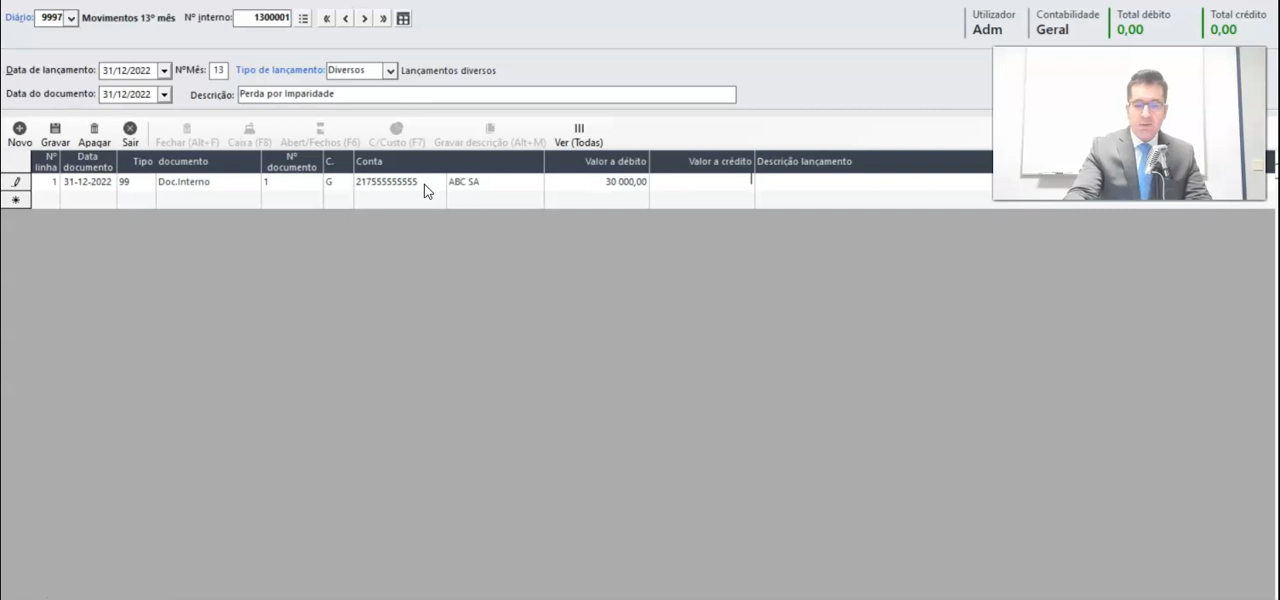 Diário: 9997 Movimentos 13º mês Nº interno: 1300001
Utilizador Contabilidade Total débito Total crédito
Adm Geral 0,00 0,00
Data de lançamento: 31/12/2022 NºMês: 13 Tipo de lançamento: Diversos Lançamentos diversos
Data do documento: 31/12/2022 Descrição: Perda por Imparidade
Novo Gravar Apagar Sair Fechar (Alt+F) Caixa (F8) Abert/Fechos (F6) C/Custo (F7) Gravar descrição (Alt+M) Ver (Todas)
Nº linha Data documento Tipo documento Nº documento C. Conta Valor a débito Valor a crédito Descrição lançamento
1 31-12-2022 99 Doc.Interno 1 G 217555555555 ABC SA 30 000,00